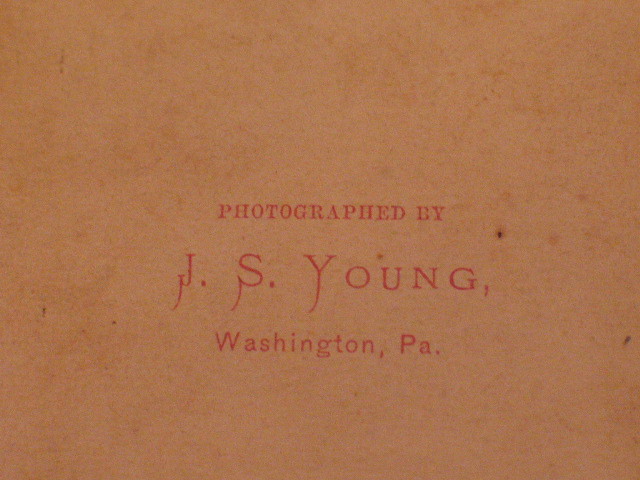 PHOTOGRAPHED BY
J. S. YOUNG,
Washington, Pa.